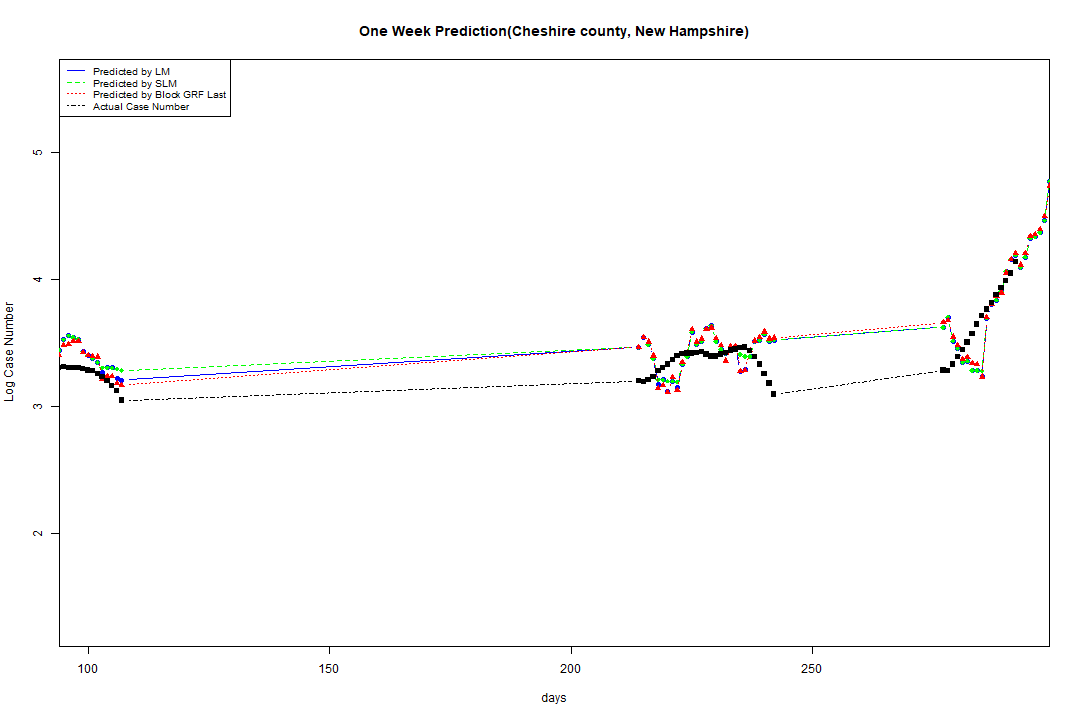 One Week Prediction(Cheshire county, New Hampshire)
Predicted by LM
Predicted by SLM
Predicted by Block GRF Last
Actual Case Number
5
4
3
2
Log Case Number
100
150
200
250
days